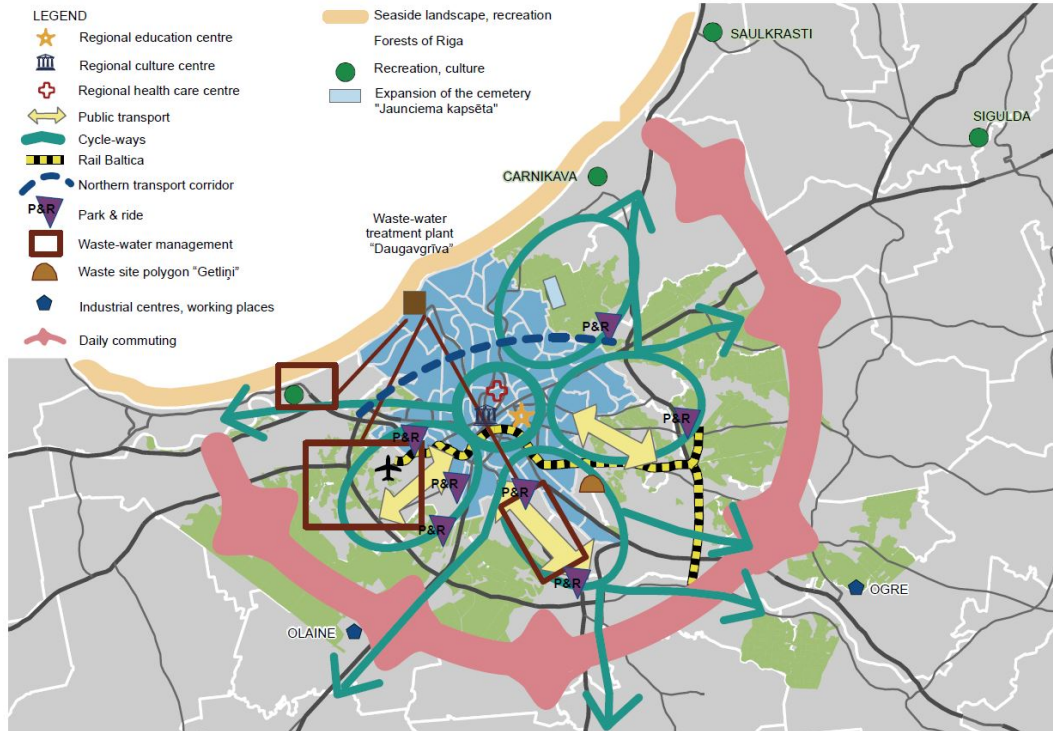 LEGEND
Regional education centre
Regional culture centre
Regional health care centre
Public transport
Cycle-ways
Rail Baltica
Northern transport corridor
P&R
Park & ride
Waste-water management
Waste site polygon "Getliņi"
Industrial centres, working places
Daily commuting
Seaside landscape, recreation
Forests of Riga
Recreation, culture
Expansion of the cemetery
"Jaunciema kapsēta"
SAULKRASTI
SIGULDA
CARNIKAVA
Waste-water
treatment plant
"Daugavgrīva"
P&R
P&R
P&R
P&R
P&R
P&R
P&R
OGRE
OLAINE